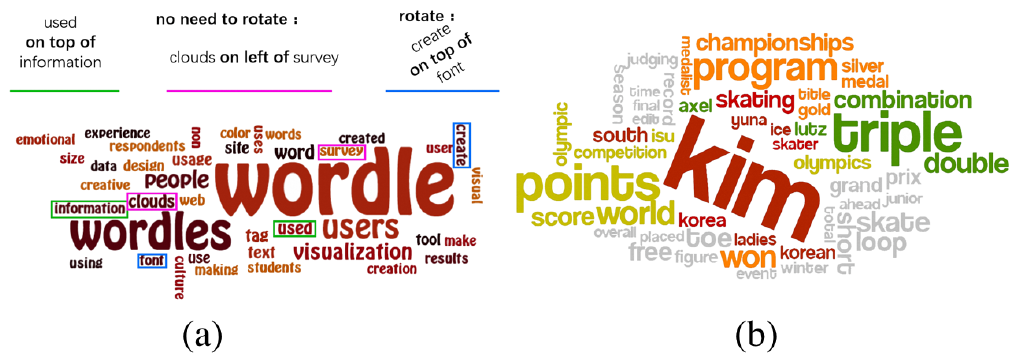 used
on top of
information
no need to rotate :
clouds on left of survey
rotate :
create
on top of
font
emotional experience non color uses words created create
respondents site word survey user
size data design usage visual
creative people web wordle
information clouds
wordles used users
tag visualization tool make
using font use text results
culture making students creation
judging medalist championships
season time record program silver
final medal
edit axel skating title combination
gold
olympic south isu yuna ice lutz triple
competition skater
kim olympics double
points grand prix
score world korea ahead junior
overall placed toe ladies total short skate
free figure won korean loop
event winter
(a) (b)